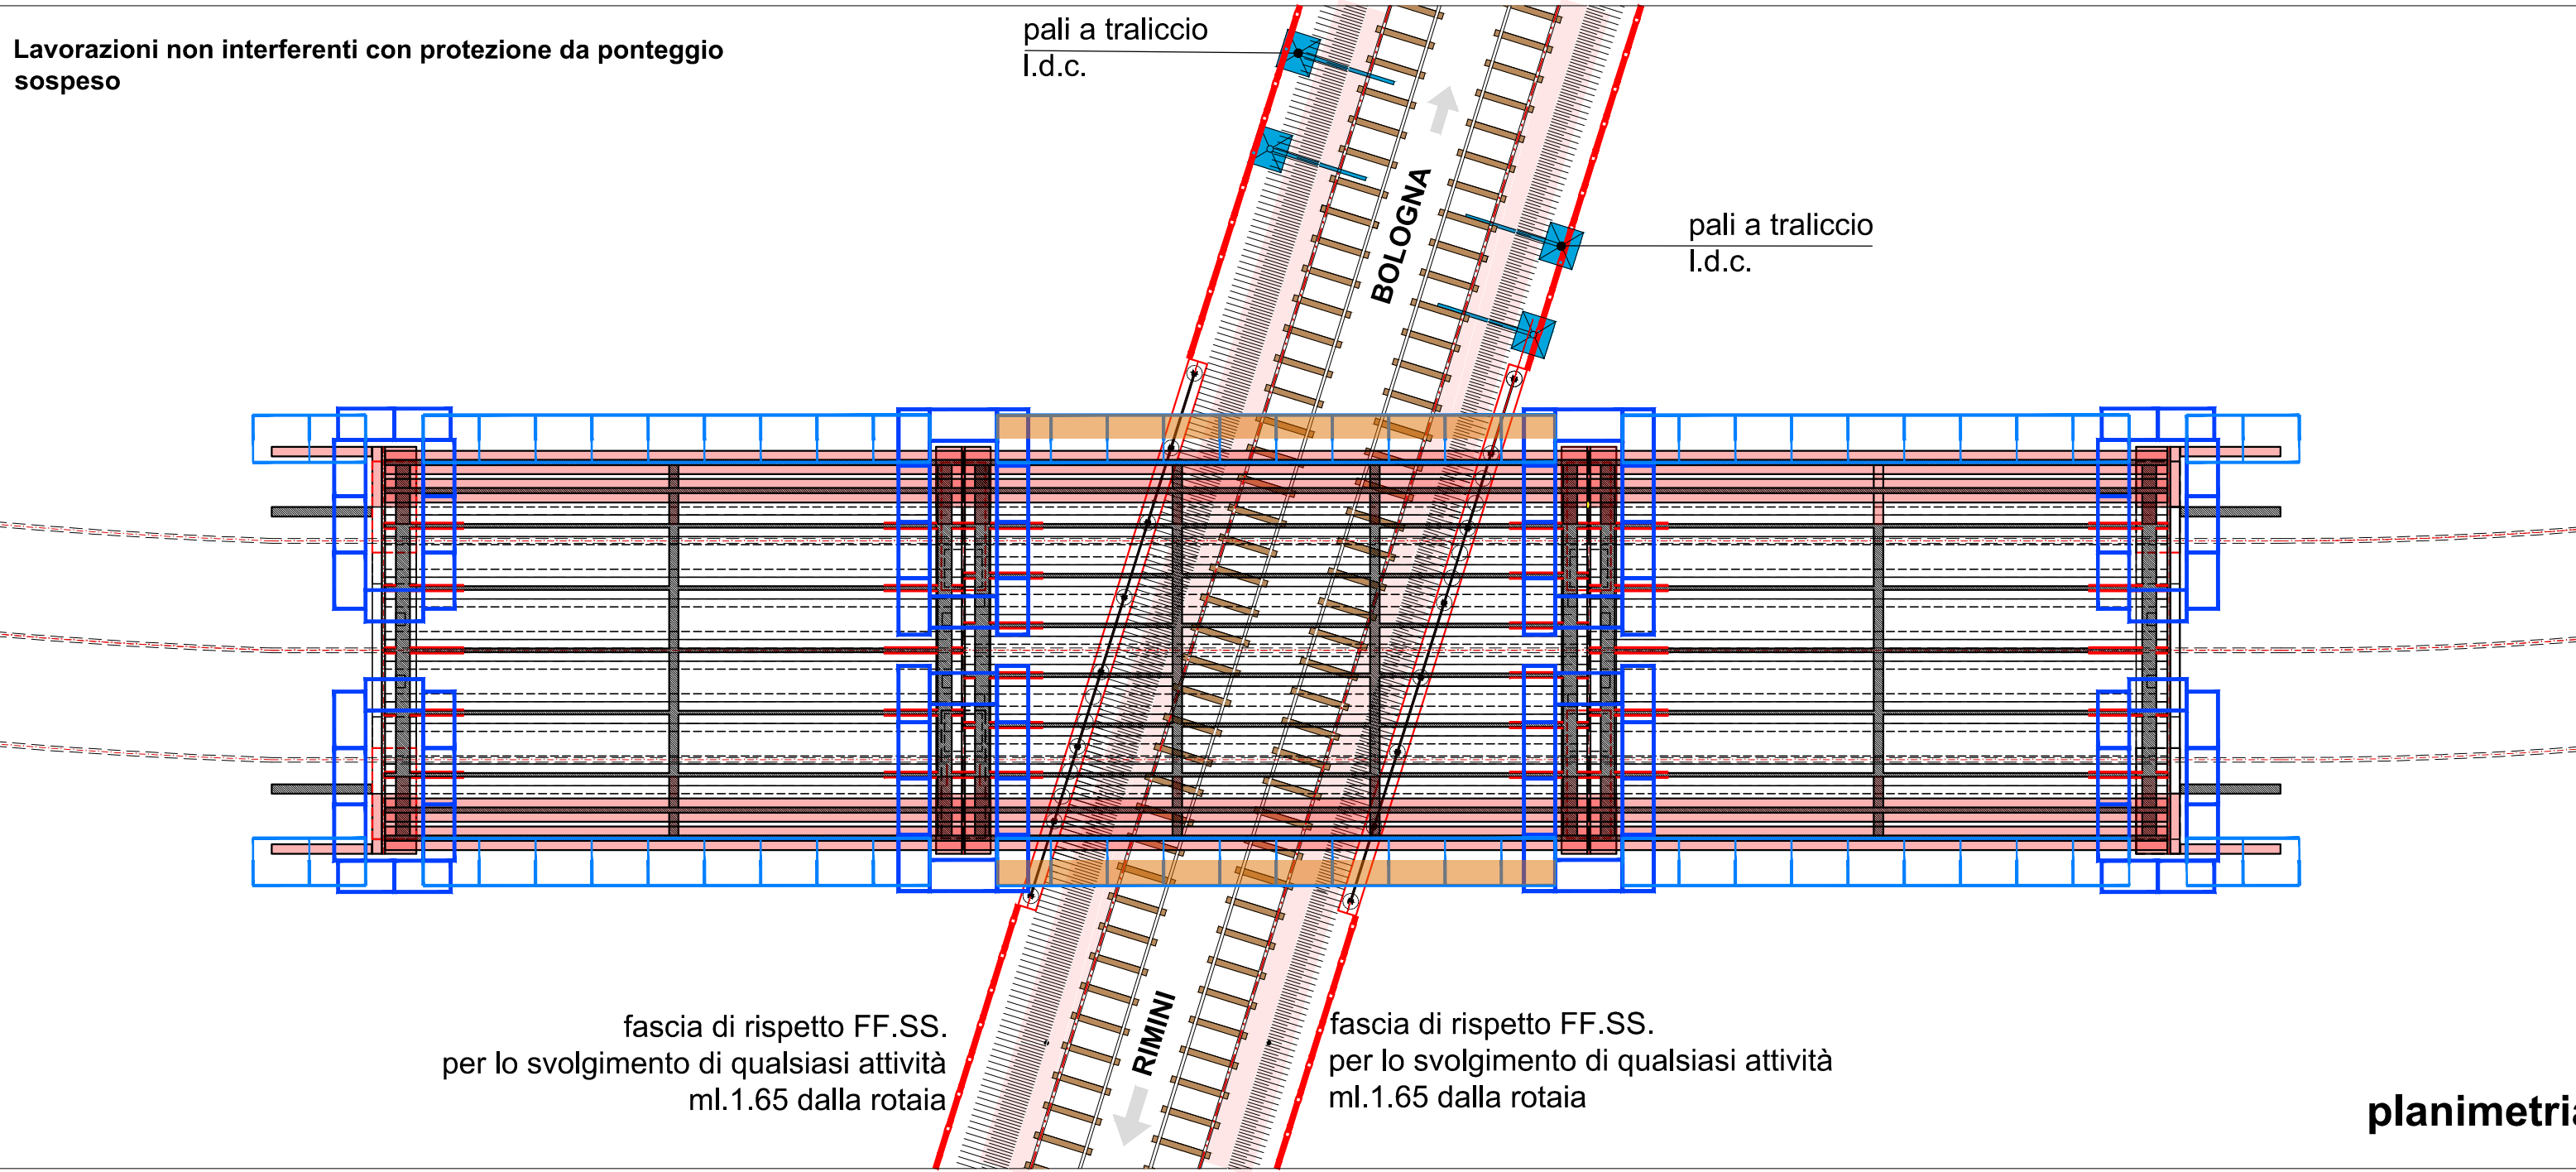 Lavorazioni non interferenti con protezione da ponteggio
sospeso
pali a traliccio
l.d.c.
pali a traliccio
l.d.c.
BOLOGNA
RIMINI
fascia di rispetto FF.SS.
per lo svolgimento di qualsiasi attività
ml.1.65 dalla rotaia
fascia di rispetto FF.SS.
per lo svolgimento di qualsiasi attività
ml.1.65 dalla rotaia
planimetria